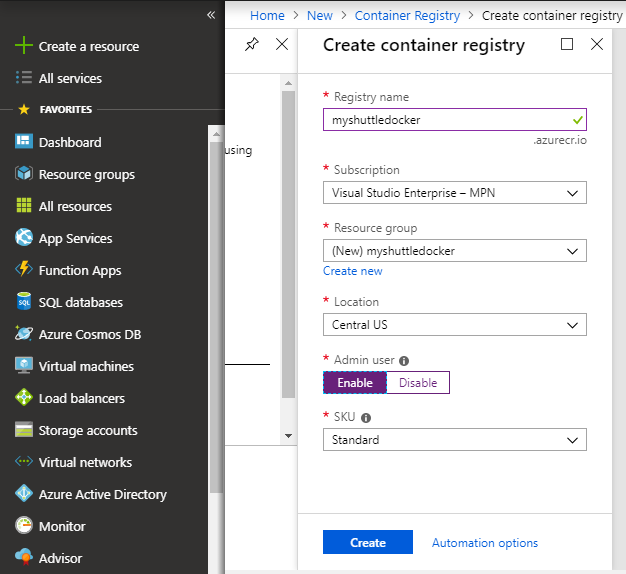 «
Create a resource
All services
FAVORITES
Dashboard
Resource groups
All resources
App Services
Function Apps
SQL databases
Azure Cosmos DB
Virtual machines
Load balancers
Storage accounts
Virtual networks
Azure Active Directory
Monitor
Advisor
Home > New > Container Registry > Create container registry
using
Create container registry
* Registry name
myshuttledocker
.azurecr.io
* Subscription
Visual Studio Enterprise – MPN
* Resource group
(New) myshuttledocker
Create new
* Location
Central US
* Admin user
Enable Disable
* SKU
Standard
Create Automation options